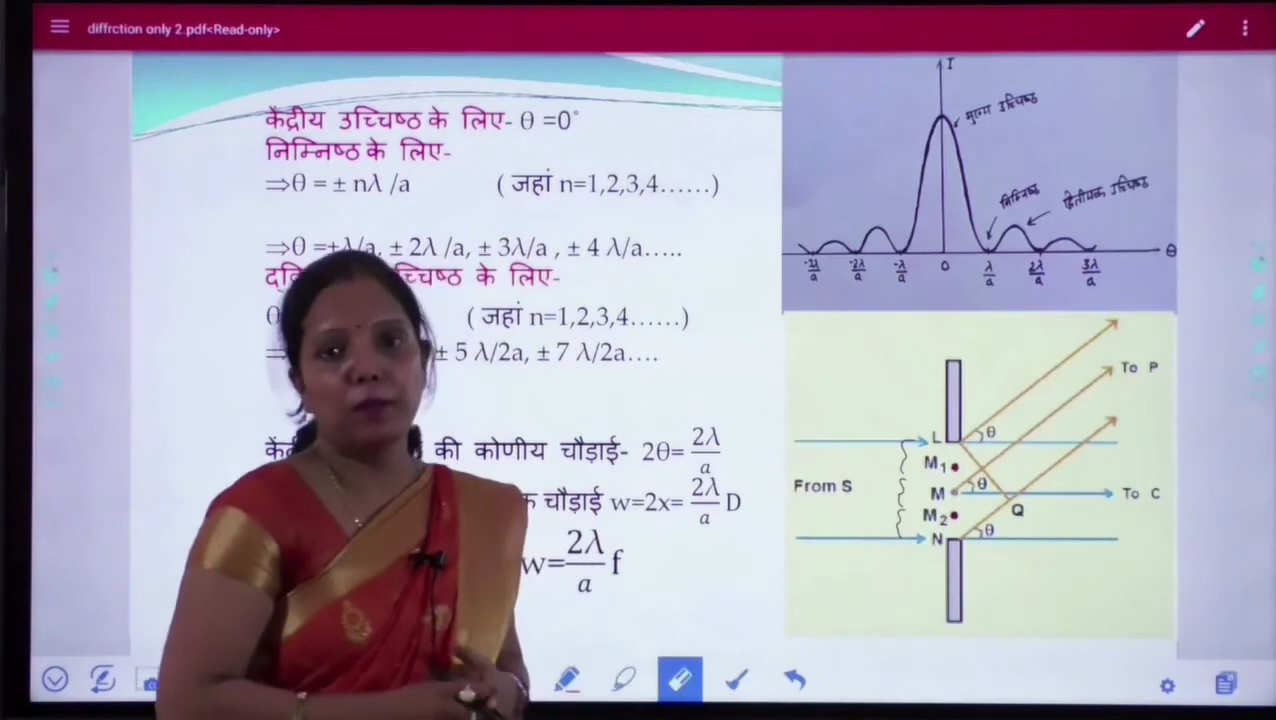 diffrction only 2.pdf<Read-only>
केंद्रीय उच्चिष्ठ के लिए- θ =0°
निम्निष्ठ के लिए-
⇒θ = ± nλ /a ( जहां n=1,2,3,4......)
⇒θ =±λ/a, ± 2λ /a, ± 3λ/a , ± 4 λ/a.....
च्चिष्ठ के लिए-
( जहां n=1,2,3,4......)
± 5 λ/2a, ± 7 λ/2a....
की कोणीय चौड़ाई- 2θ= 2λ/a
चौड़ाई w=2x= 2λ/a D
w= 2λ/a f
I
मुख्य उच्चिष्ठ
निम्निष्ठ
द्वितीयक उच्चिष्ठ
-3λ/a -2λ/a -λ/a 0 λ/a 2λ/a 3λ/a θ
To P
L θ
M₁
From S M θ To C
M₂ Q
N θ